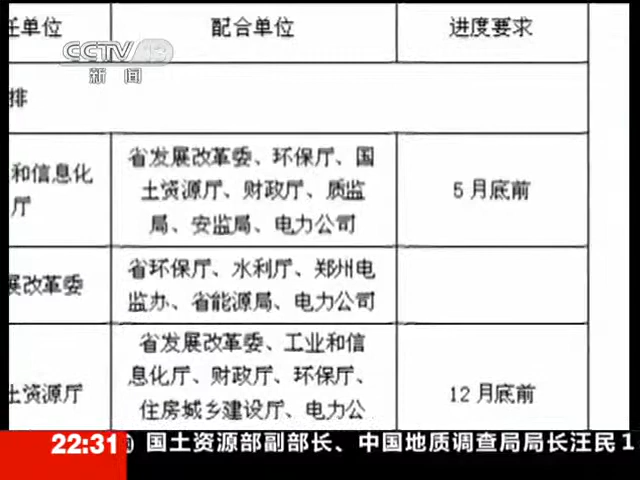 任单位 配合单位 进度要求
CCTV 13
新闻
排
省发展改革委、环保厅、国
和信息化 土资源厅、财政厅、质监 5月底前
厅 局、安监局、电力公司
省环保厅、水利厅、郑州电
展改革委 监办、省能源局、电力公司
省发展改革委、工业和信
息化厅、财政厅、环保厅、
土资源厅 住房城乡建设厅、电力公 12月底前
22:31 国土资源部副部长、中国地质调查局局长汪民1